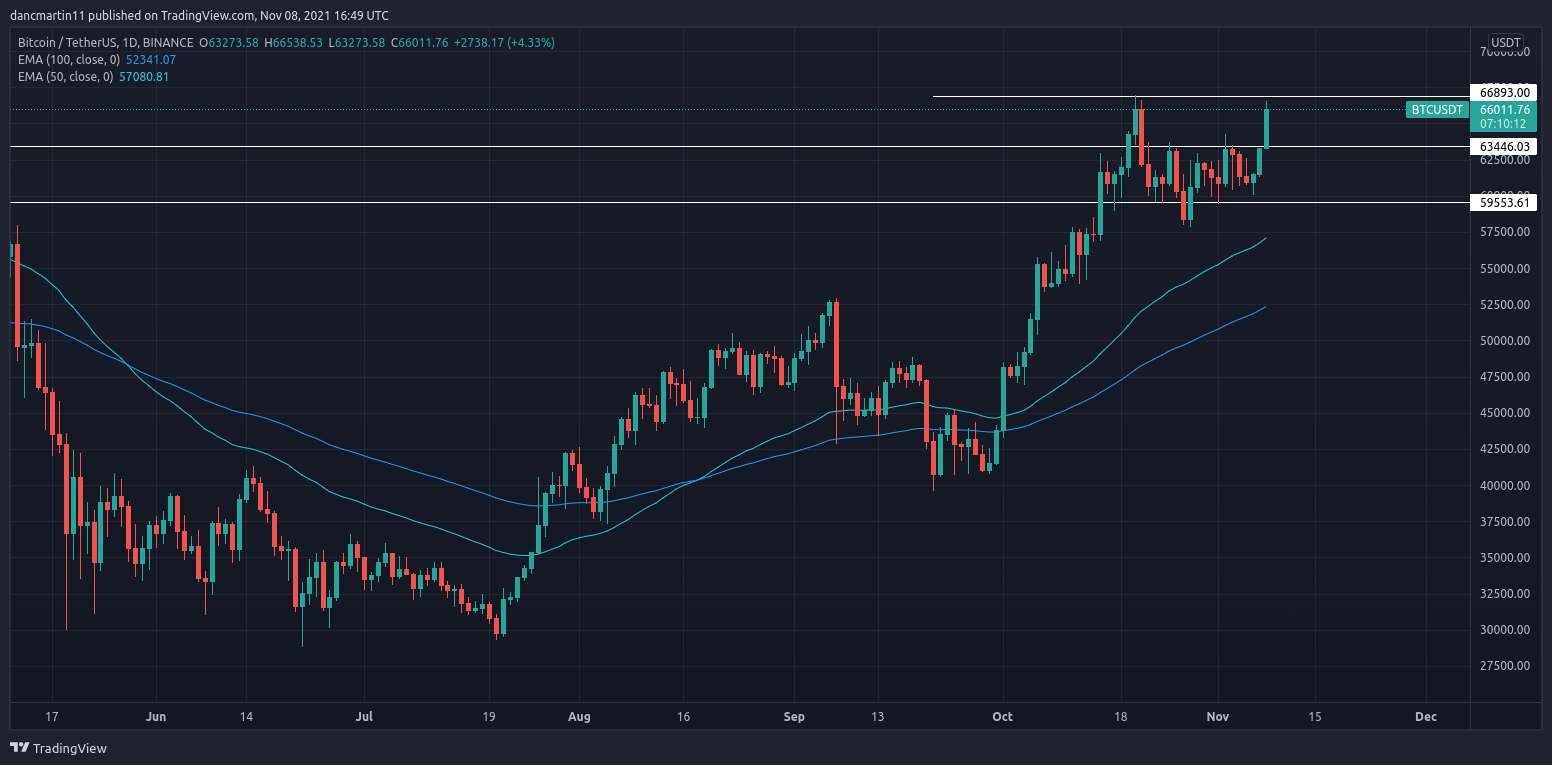 dancmartin11 published on TradingView.com, Nov 08, 2021 16:49 UTC
Bitcoin / TetherUS, 1D, BINANCE O63273.58 H66538.53 L63273.58 C66011.76 +2738.17 (+4.33%)
EMA (100, close, 0) 52341.07
EMA (50, close, 0) 57080.81
USDT
70000.00
66893.00
BTCUSDT 66011.76
07:10:12
63446.03
62500.00
60000.00
59553.61
57500.00
55000.00
52500.00
50000.00
47500.00
45000.00
42500.00
40000.00
37500.00
35000.00
32500.00
30000.00
27500.00
17 Jun 14 Jul 19 Aug 16 Sep 13 Oct 18 Nov 15 Dec
TradingView